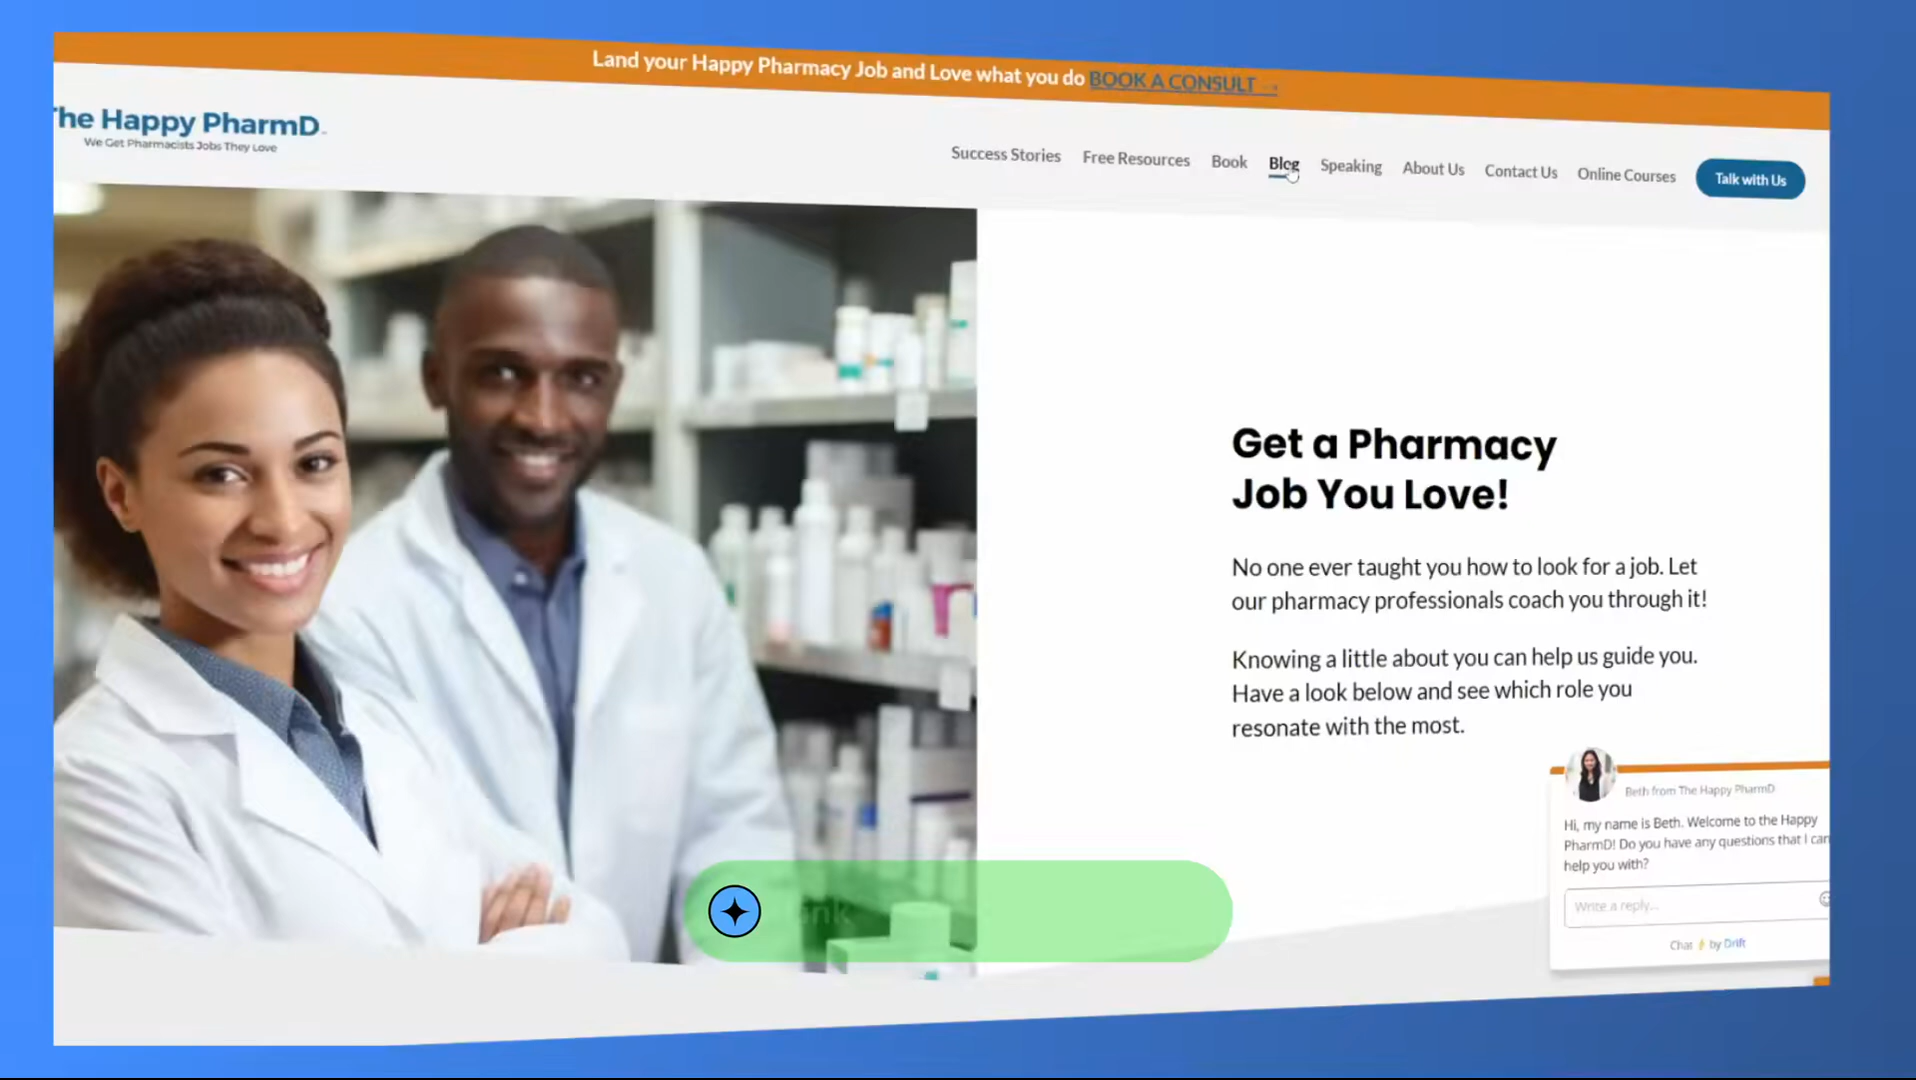 Land your Happy Pharmacy Job and Love what you do BOOK A CONSULT →
The Happy PharmD
We Get Pharmacists Jobs They Love
Success Stories Free Resources Book Blog Speaking About Us Contact Us Online Courses Talk with Us
Get a Pharmacy
Job You Love!
No one ever taught you how to look for a job. Let
our pharmacy professionals coach you through it!
Knowing a little about you can help us guide you.
Have a look below and see which role you
resonate with the most.
Beth from The Happy PharmD
Hi, my name is Beth. Welcome to the Happy
PharmD! Do you have any questions that I can
help you with?
Write a reply...
Chat ⚡ by Drift